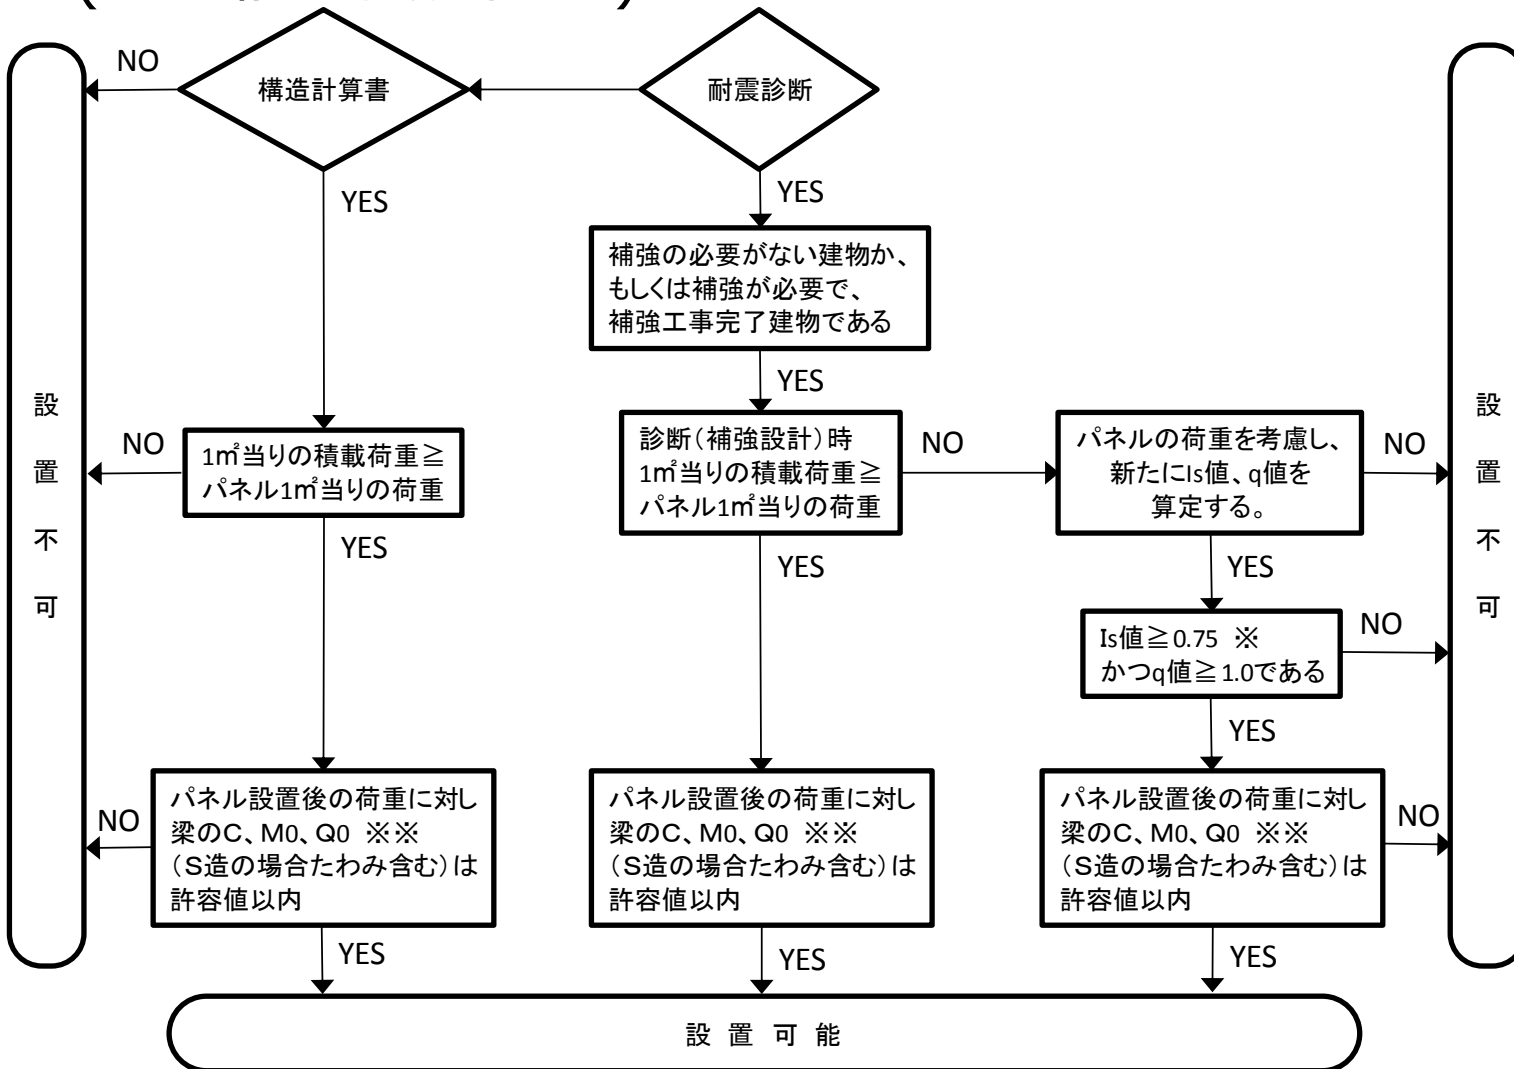 NO
構造計算書
耐震診断
YES
YES
補強の必要がない建物か、
もしくは補強が必要で、
補強工事完了建物である
YES
設置不可
NO
1㎡当りの積載荷重≧
パネル1㎡当りの荷重
診断(補強設計)時
1㎡当りの積載荷重≧
パネル1㎡当りの荷重
NO
パネルの荷重を考慮し、
新たにIs値、q値を
算定する。
NO
設置不可
YES
YES
YES
Is値≧0.75 ※
かつq値≧1.0である
NO
YES
NO
パネル設置後の荷重に対し
梁のC、M0、Q0 ※※
(S造の場合たわみ含む)は
許容値以内
パネル設置後の荷重に対し
梁のC、M0、Q0 ※※
(S造の場合たわみ含む)は
許容値以内
パネル設置後の荷重に対し
梁のC、M0、Q0 ※※
(S造の場合たわみ含む)は
許容値以内
NO
YES
YES
YES
設置可能